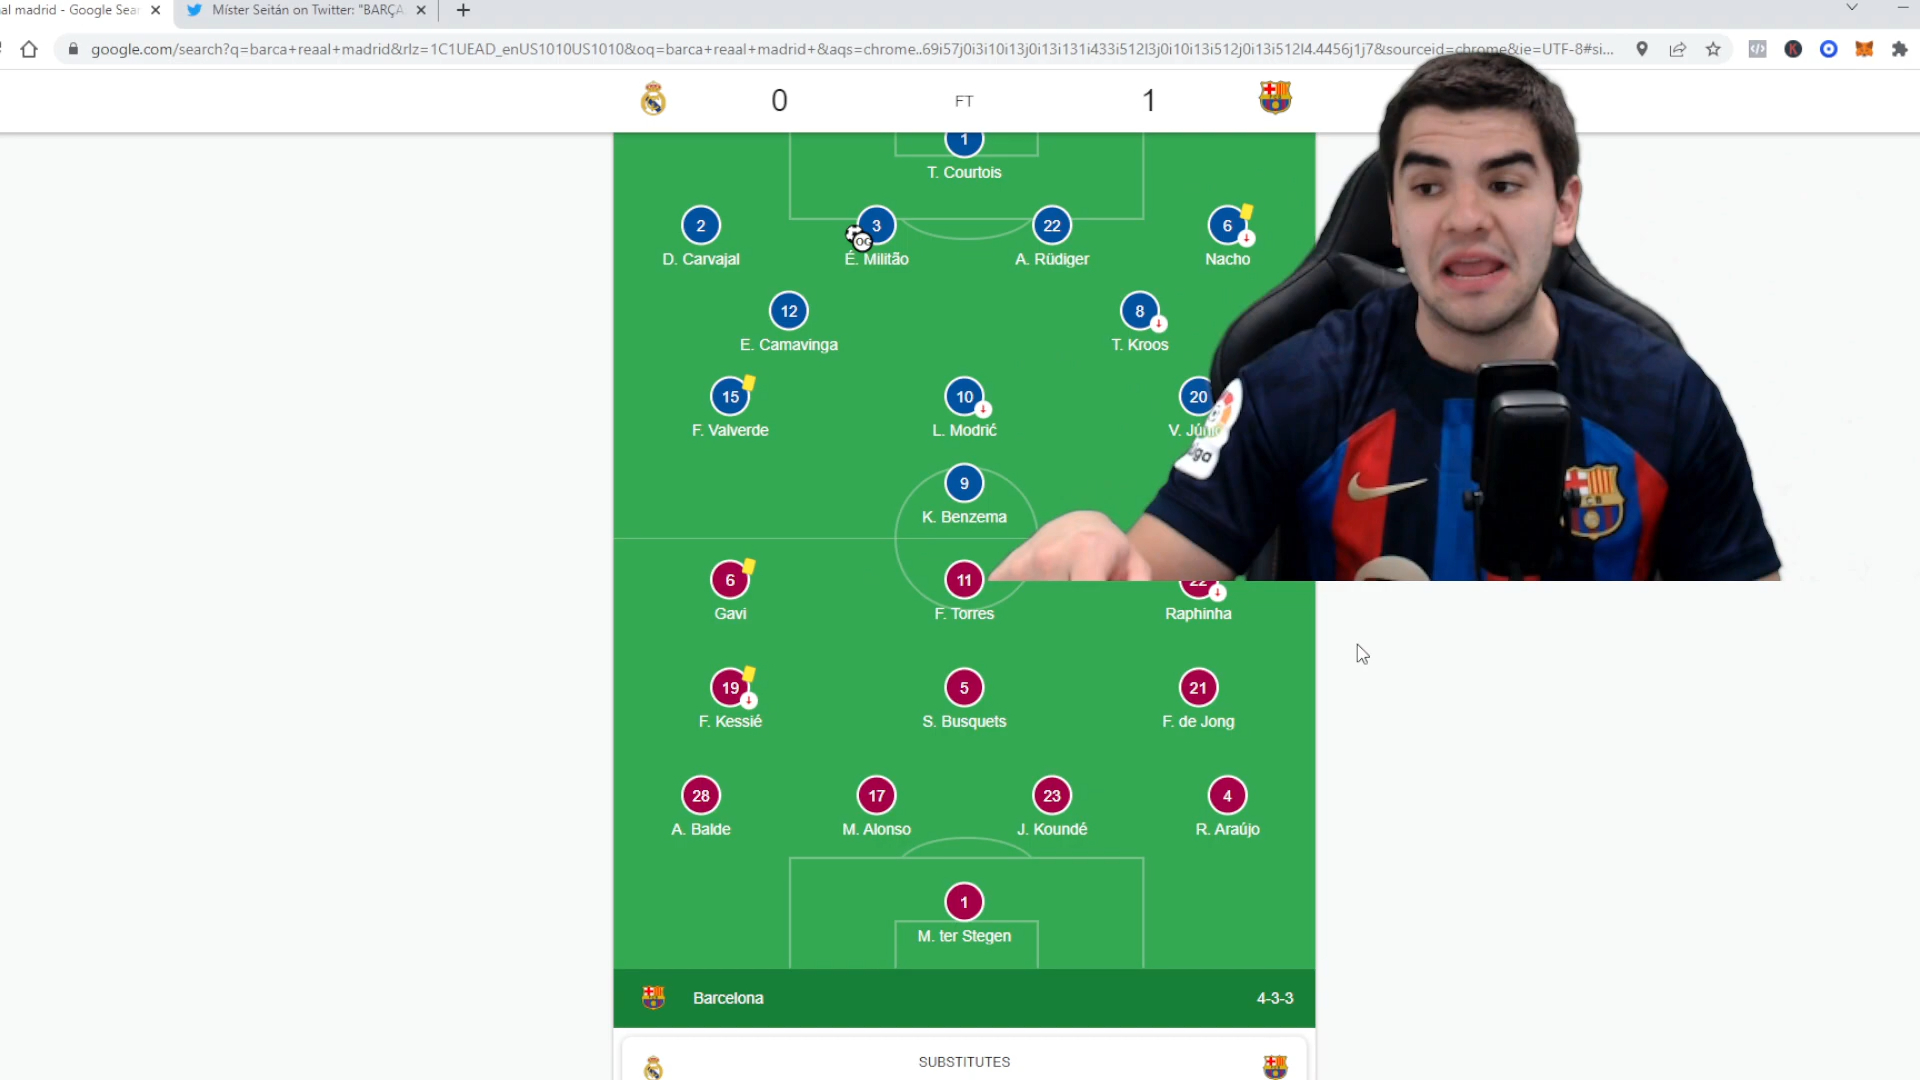 al madrid - Google Sear
Míster Seitán on Twitter: "BARÇA
google.com/search?q=barca+reaal+madrid&rlz=1C1UEAD_enUS1010US1010&oq=barca+reaal+madrid+&aqs=chrome..69i57j0i3i10i13j0i13i131i433i512l3j0i10i13i512j0i13i512l4.4456j1j7&sourceid=chrome&ie=UTF-8#si...
0 FT 1
1
T. Courtois
2 3 22 6
OG
D. Carvajal É. Militão A. Rüdiger Nacho
12 8
E. Camavinga T. Kroos
15 10 20
F. Valverde L. Modrić V. Júni
9
K. Benzema
6 11 22
Gavi F. Torres Raphinha
19 5 21
F. Kessié S. Busquets F. de Jong
28 17 23 4
A. Balde M. Alonso J. Koundé R. Araújo
1
M. ter Stegen
Barcelona 4-3-3
SUBSTITUTES